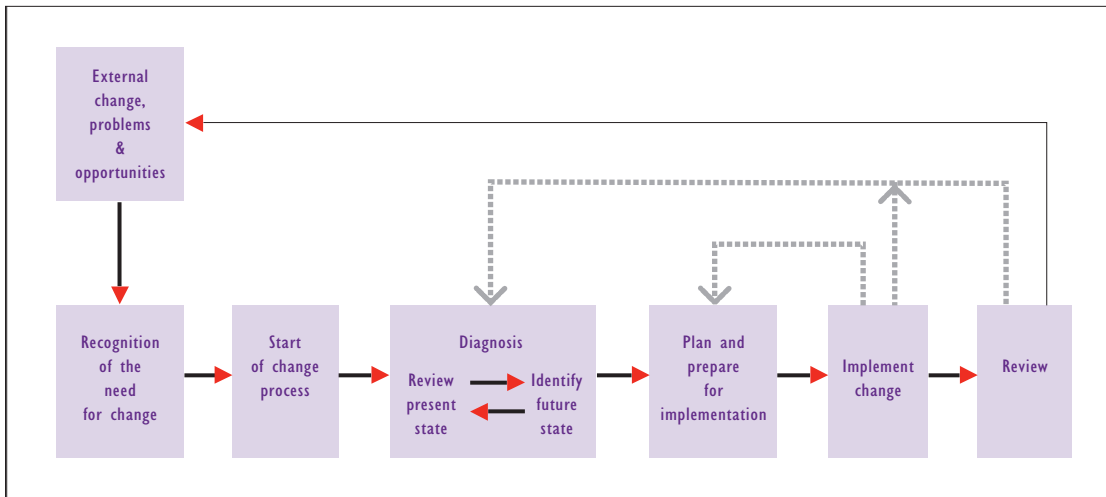 External
change,
problems
&
opportunities
Recognition
of the
need
for change
Start
of change
process
Diagnosis
Review
present
state
Identify
future
state
Plan and
prepare
for
implementation
Implement
change
Review